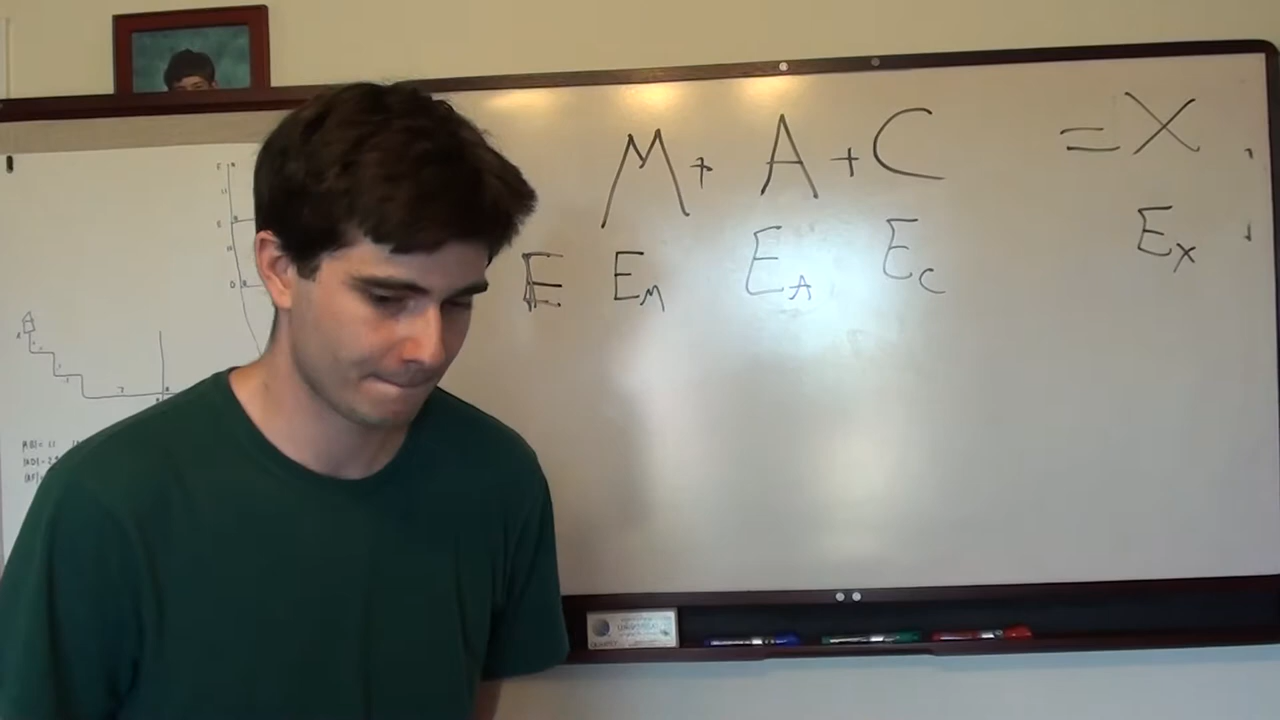 M + A + C = X
E E_M E_A E_C E_X